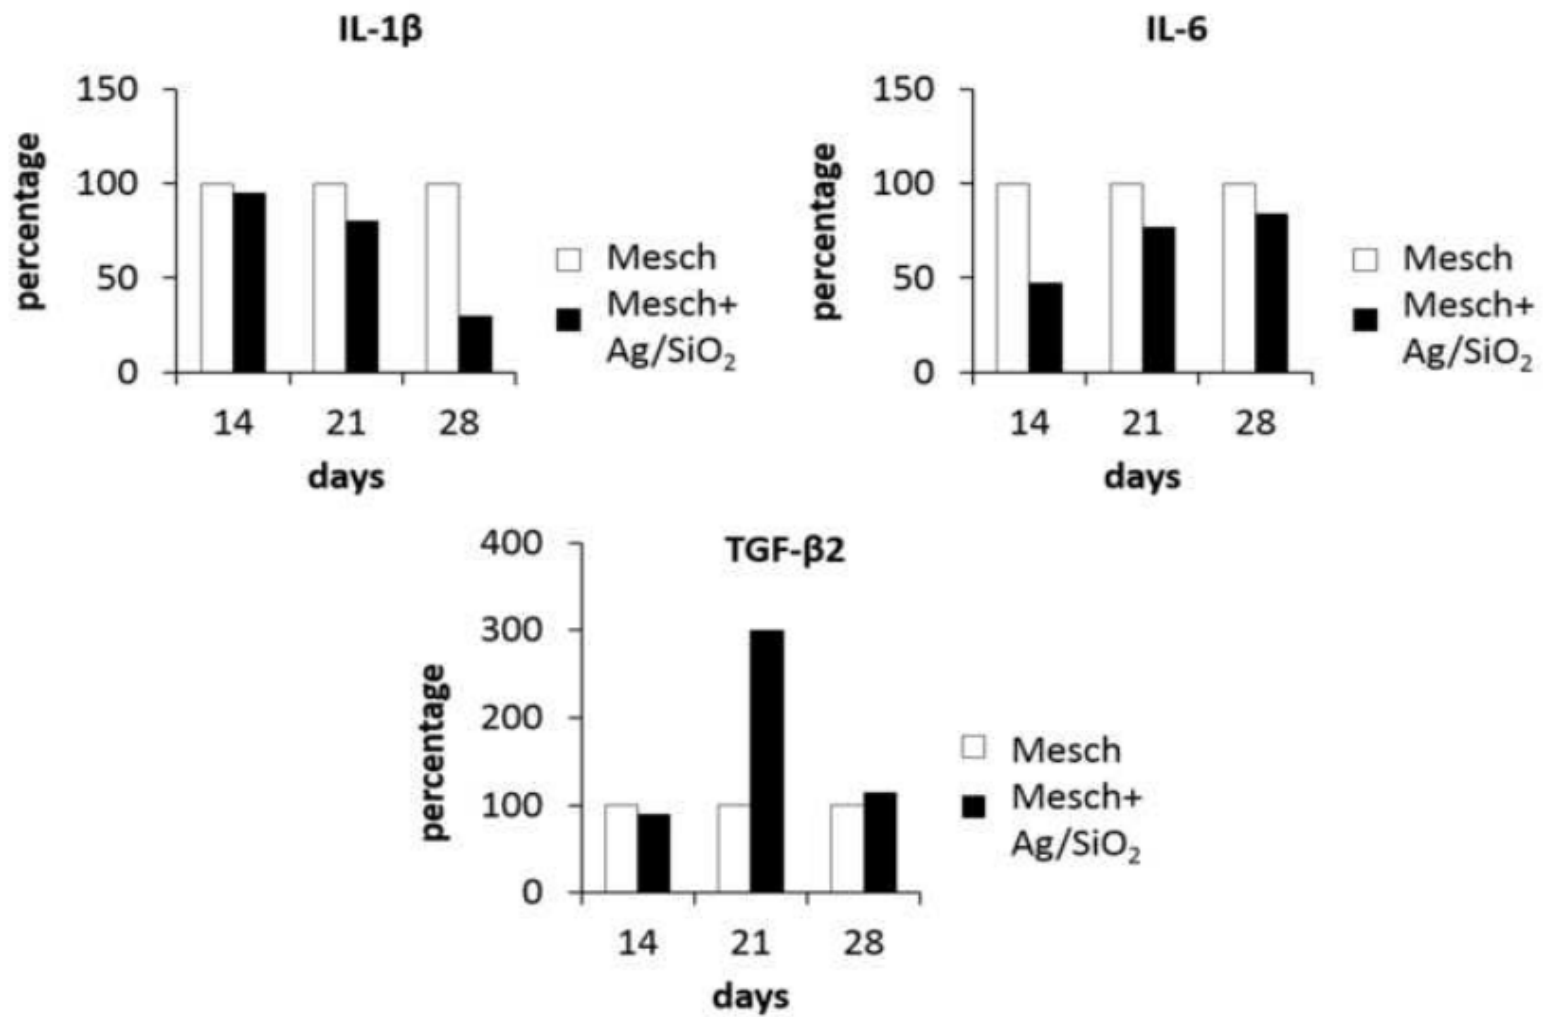 IL-1β
150
100
50
0
percentage
14 21 28
days
Mesch
Mesch+
Ag/SiO₂
IL-6
150
100
50
0
percentage
14 21 28
days
Mesch
Mesch+
Ag/SiO₂
TGF-β2
400
300
200
100
0
percentage
14 21 28
days
Mesch
Mesch+
Ag/SiO₂